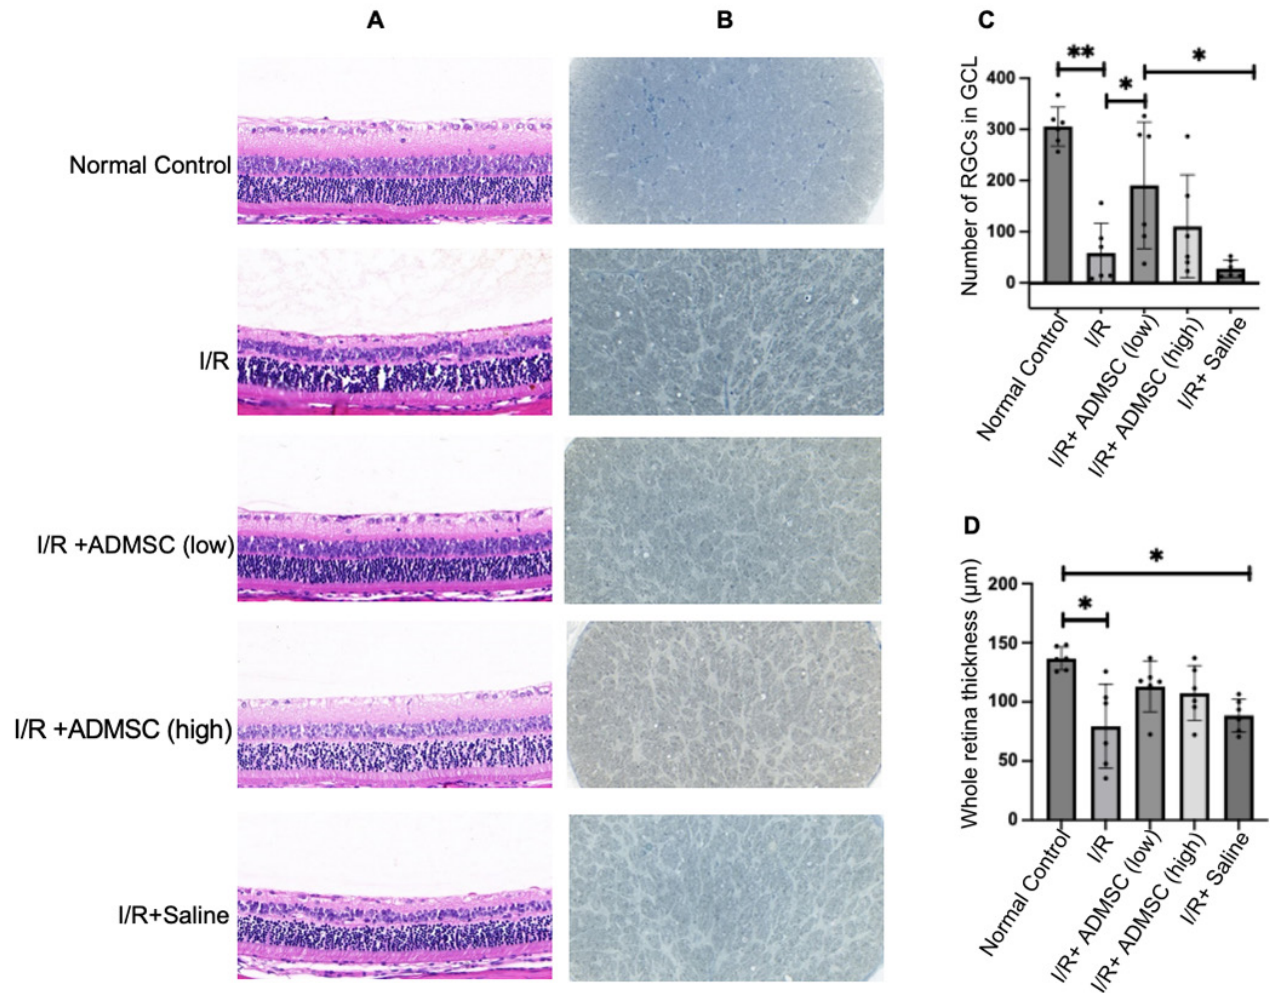 A
B
C
Normal Control
I/R
I/R +ADMSC (low)
I/R +ADMSC (high)
I/R+Saline
Number of RGCs in GCL
400
300
200
100
0
**
*
*
Normal Control
I/R
I/R+ ADMSC (low)
I/R+ ADMSC (high)
I/R+ Saline
D
Whole retina thickness (μm)
200
150
100
50
0
*
*
Normal Control
I/R
I/R+ ADMSC (low)
I/R+ ADMSC (high)
I/R+ Saline